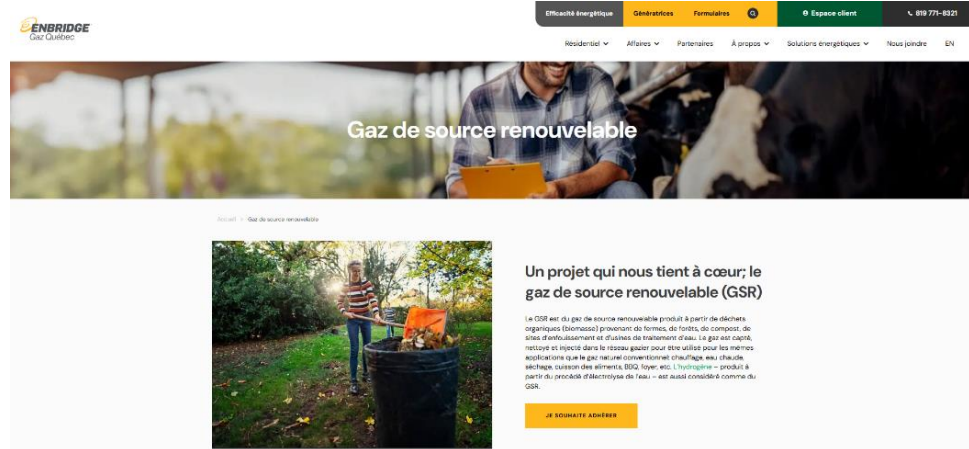 Efficacité énergétique Génératrices Formulaires Espace client 819 771-8321
ENBRIDGE
Gaz Québec
Résidentiel Affaires Partenaires À propos Solutions énergétiques Nous joindre EN
Gaz de source renouvelable
Accueil > Gaz de source renouvelable
Un projet qui nous tient à cœur; le
gaz de source renouvelable (GSR)
Le GSR est du gaz de source renouvelable produit à partir de déchets
organiques (biomasse) provenant de fermes, de forêts, de compost, de
sites d'enfouissement et d'usines de traitement d'eau. Le gaz est capté,
nettoyé et injecté dans le réseau gazier pour être utilisé pour les mêmes
applications que le gaz naturel conventionnel: chauffage, eau chaude,
séchage, cuisson des aliments, BBQ, foyer, etc. L'hydrogène – produit à
partir du procédé d'électrolyse de l'eau – est aussi considéré comme du
GSR.
JE SOUHAITE ADHÉRER